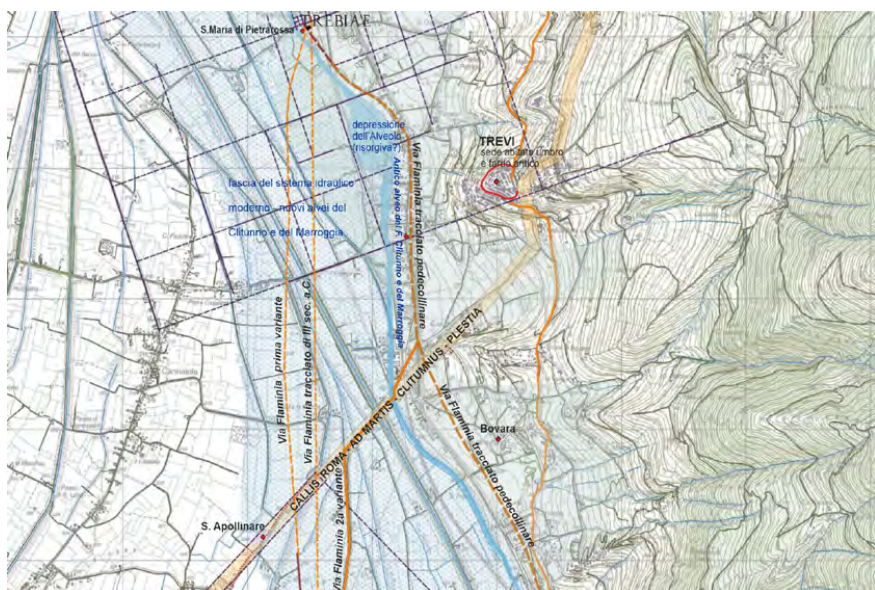 TREBIAE
S.Maria di Pietrarossa
depressione
dell'Alveolo
(risorgiva?)
TREVI
sede abitato umbro
e tardo antico
fascia del sistema idraulico
moderno - nuovi alvei del
Clitunno e del Marroggia
Via Flaminia tracciato pedecollinare
Antico alveo del F. Clitunno e del Marroggia
Via Flaminia - prima variante
Via Flaminia tracciato di III sec. a.C.
CALLIS ROMA - AD MARTIS - CLITUMNUS - PLESTIA
Via Flaminia tracciato pedecollinare
Bovara
S. Apollinare
Via Flaminia 2a variante